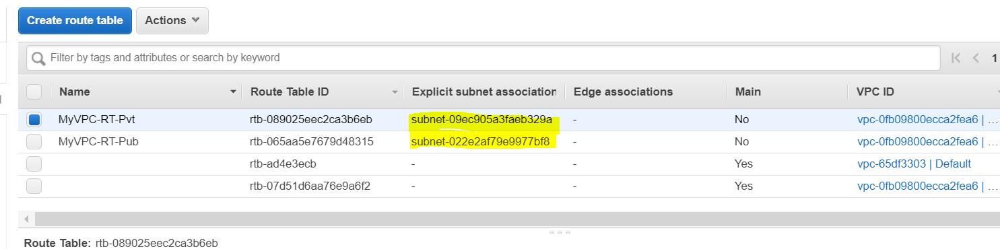 Create route table Actions
Filter by tags and attributes or search by keyword 1
Name Route Table ID Explicit subnet association Edge associations Main VPC ID
MyVPC-RT-Pvt rtb-089025eec2ca3b6eb subnet-09ec905a3faeb329a - No vpc-0fb09800ecca2fea6 | ...
MyVPC-RT-Pub rtb-065aa5e7679d48315 subnet-022e2af79e9977bf8 - No vpc-0fb09800ecca2fea6 | ...
rtb-ad4e3ecb - - Yes vpc-65df3303 | Default
rtb-07d51d6aa76e9a6f2 - - Yes vpc-0fb09800ecca2fea6 | ...
Route Table: rtb-089025eec2ca3b6eb